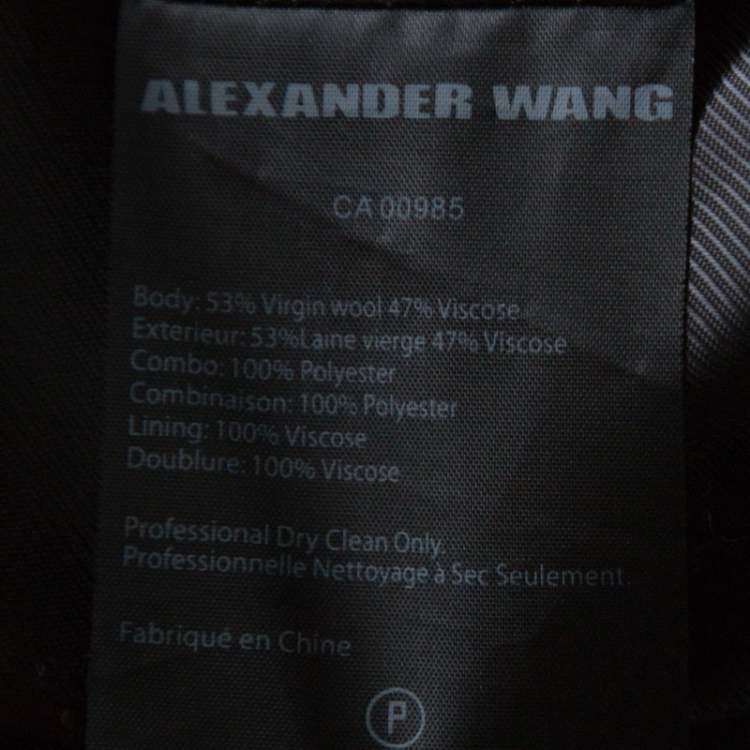 ALEXANDER WANG
CA 00985
Body: 53% Virgin wool 47% Viscose
Exterieur: 53%Laine vierge 47% Viscose
Combo: 100% Polyester
Combinaison: 100% Polyester
Lining: 100% Viscose
Doublure: 100% Viscose
Professional Dry Clean Only.
Professionnelle Nettoyage à Sec Seulement.
Fabriqué en Chine
P